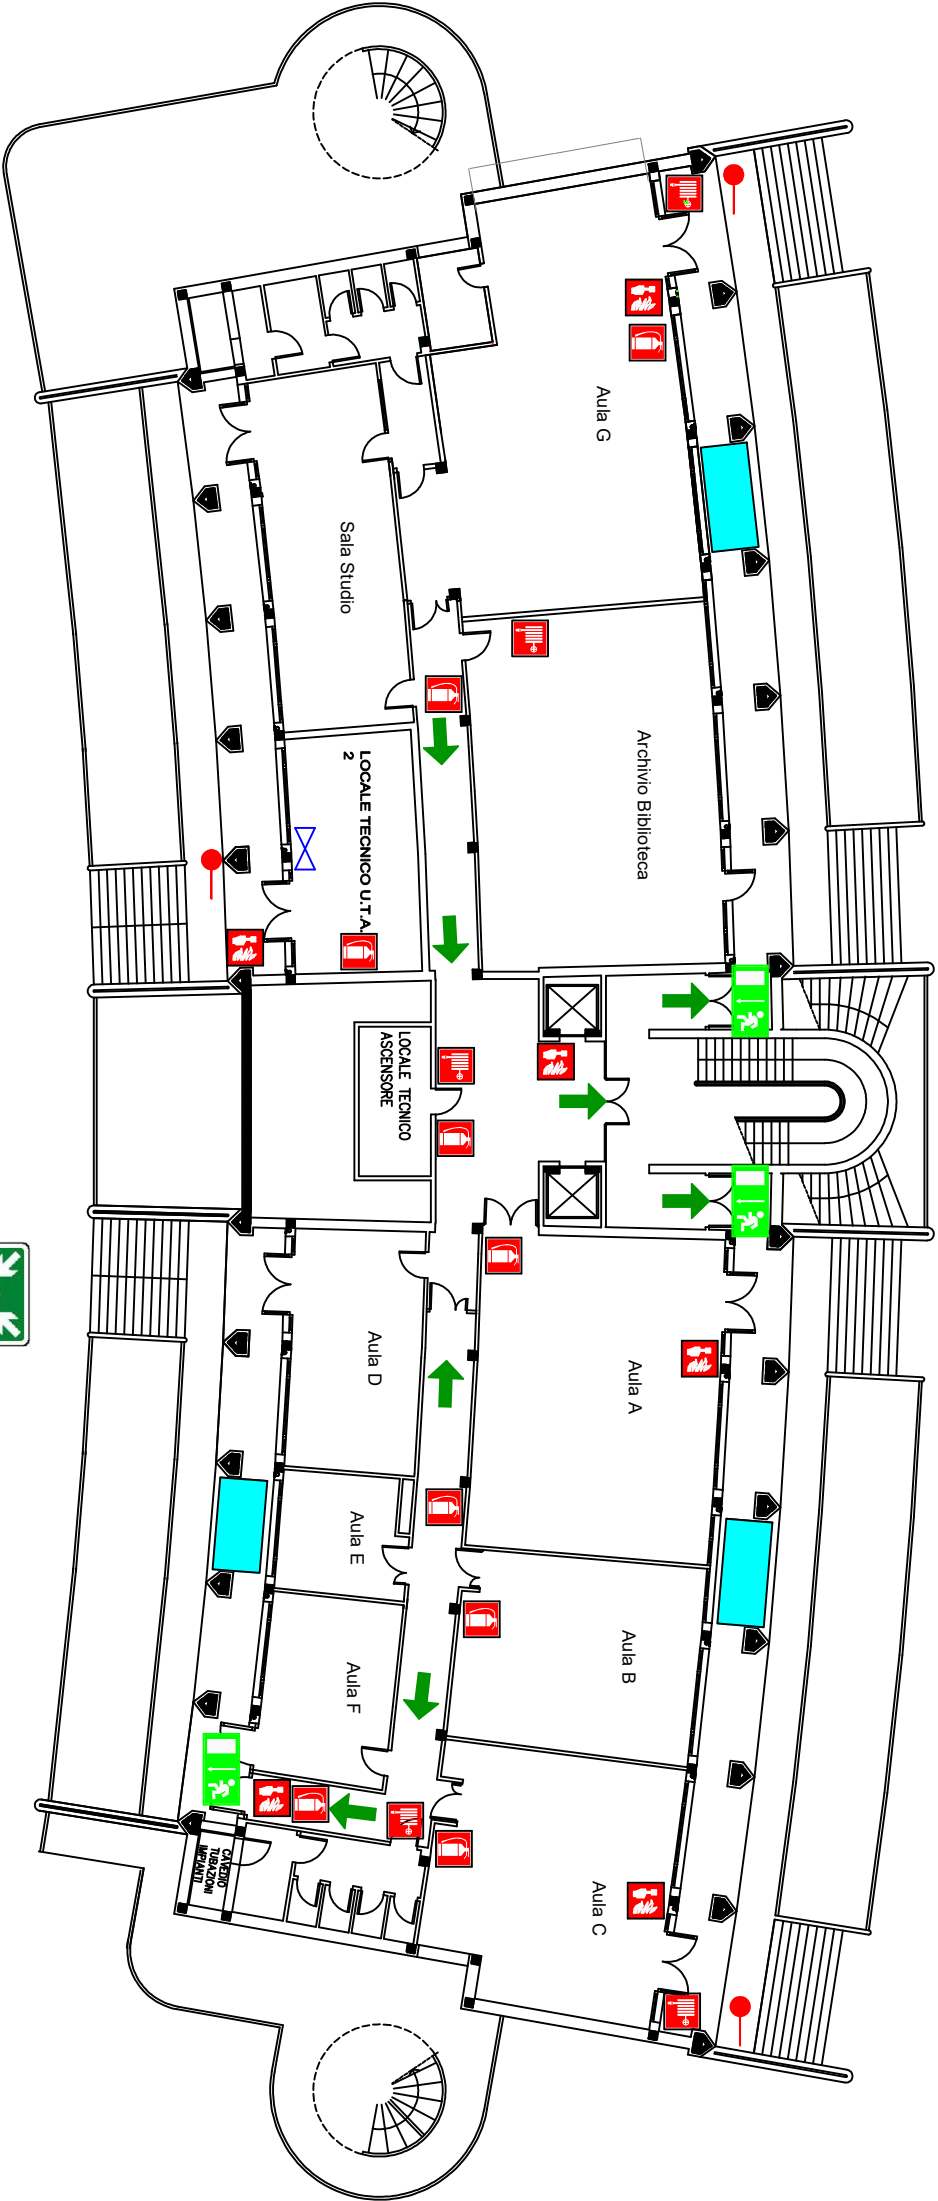 Aula G
Sala Studio
Archivio Biblioteca
LOCALE TECNICO U.T.A.
2
LOCALE TECNICO
ASCENSORE
Aula D
Aula A
Aula E
Aula B
Aula F
Aula C
CAVEDIO
TUBAZIONI
IMPIANTI